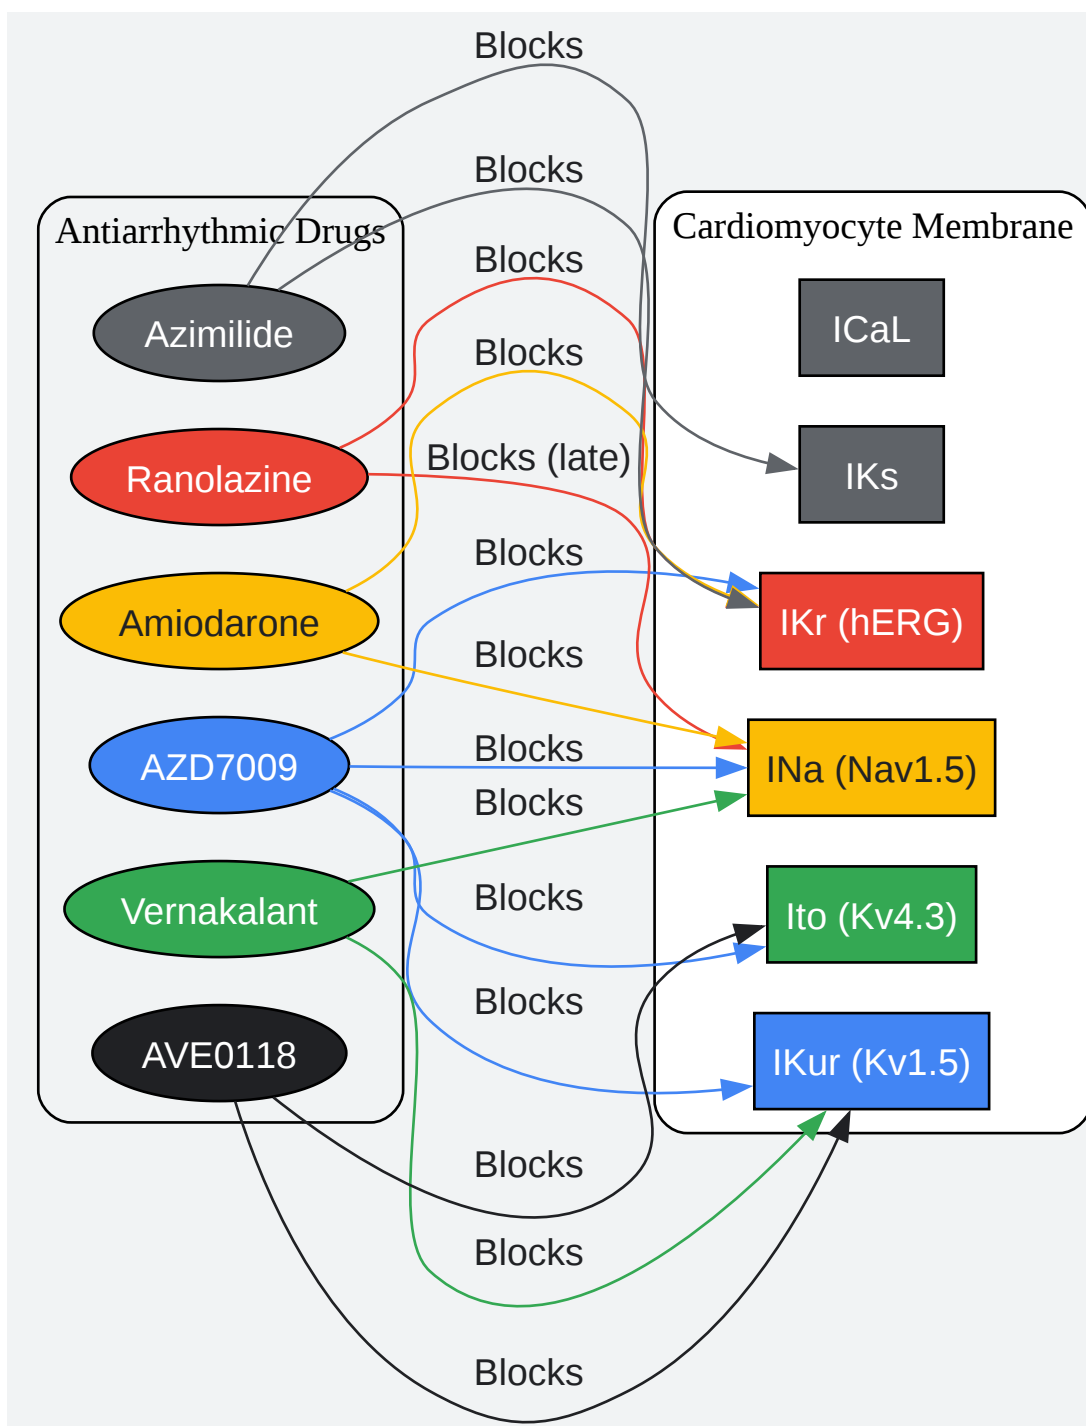 Blocks
Blocks
Antiarrhythmic Drugs
Cardiomyocyte Membrane
Blocks
Azimilide
ICaL
Blocks
Ranolazine
Blocks (late)
IKs
Blocks
Amiodarone
IKr (hERG)
Blocks
AZD7009
Blocks
INa (Nav1.5)
Blocks
Vernakalant
Blocks
Ito (Kv4.3)
Blocks
AVE0118
IKur (Kv1.5)
Blocks
Blocks
Blocks